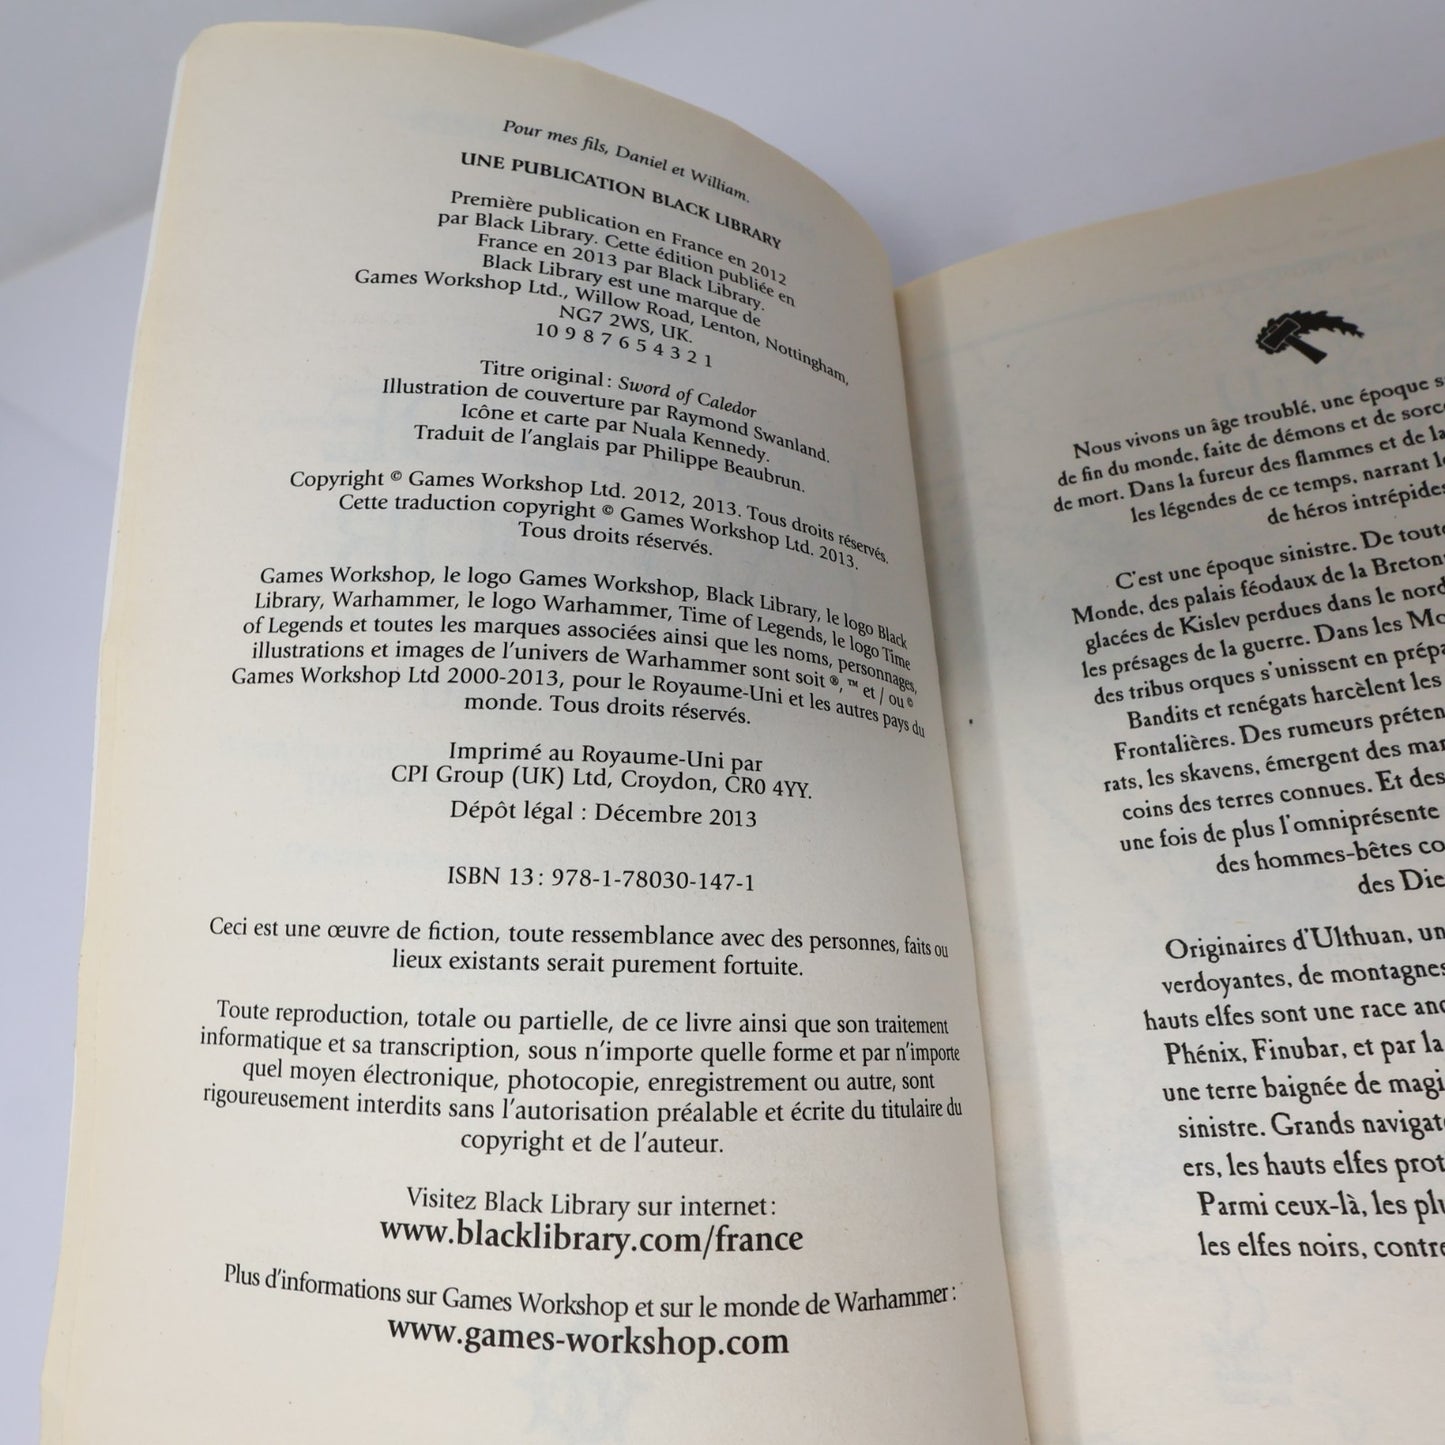 Pour mes fils, Daniel et William.
UNE PUBLICATION BLACK LIBRARY
Première publication en France en 2012
par Black Library. Cette édition publiée en
France en 2013 par Black Library.
Black Library est une marque de
Games Workshop Ltd., Willow Road, Lenton, Nottingham,
NG7 2WS, UK.
10 9 8 7 6 5 4 3 2 1
Titre original : Sword of Caledor
Illustration de couverture par Raymond Swanland.
Icône et carte par Nuala Kennedy.
Traduit de l'anglais par Philippe Beaubrun.
Copyright © Games Workshop Ltd. 2012, 2013. Tous droits réservés.
Cette traduction copyright © Games Workshop Ltd. 2013.
Tous droits réservés.
Games Workshop, le logo Games Workshop, Black Library, le logo Black
Library, Warhammer, le logo Warhammer, Time of Legends, le logo Time
of Legends et toutes les marques associées ainsi que les noms, personnages,
illustrations et images de l'univers de Warhammer sont soit ®, ™ et / ou ©
Games Workshop Ltd 2000-2013, pour le Royaume-Uni et les autres pays du
monde. Tous droits réservés.
Imprimé au Royaume-Uni par
CPI Group (UK) Ltd, Croydon, CR0 4YY.
Dépôt légal : Décembre 2013
ISBN 13 : 978-1-78030-147-1
Ceci est une œuvre de fiction, toute ressemblance avec des personnes, faits ou
lieux existants serait purement fortuite.
Toute reproduction, totale ou partielle, de ce livre ainsi que son traitement
informatique et sa transcription, sous n'importe quelle forme et par n'importe
quel moyen électronique, photocopie, enregistrement ou autre, sont
rigoureusement interdits sans l'autorisation préalable et écrite du titulaire du
copyright et de l'auteur.
Visitez Black Library sur internet :
www.blacklibrary.com/france
Plus d'informations sur Games Workshop et sur le monde de Warhammer :
www.games-workshop.com
Nous vivons un âge troublé, une époque
de fin du monde, faite de démons et de
de mort. Dans la fureur des flammes et de la
les légendes de ce temps, narrant
de héros intrépides
C'est une époque sinistre. De
Monde, des palais féodaux de la
glacées de Kislev perdues dans le nord
les présages de la guerre. Dans les
des tribus orques s'unissent en
Bandits et renégats harcèlent les
Frontalières. Des rumeurs
rats, les skavens, émergent des
coins des terres connues. Et des
une fois de plus l'omniprésente
des hommes-bêtes
des
Originaires d'Ulthuan,
verdoyantes, de montagnes
hauts elfes sont une race
Phénix, Finubar, et par la
une terre baignée de
sinistre. Grands
ers, les hauts elfes
Parmi ceux-là, les
les elfes noirs,